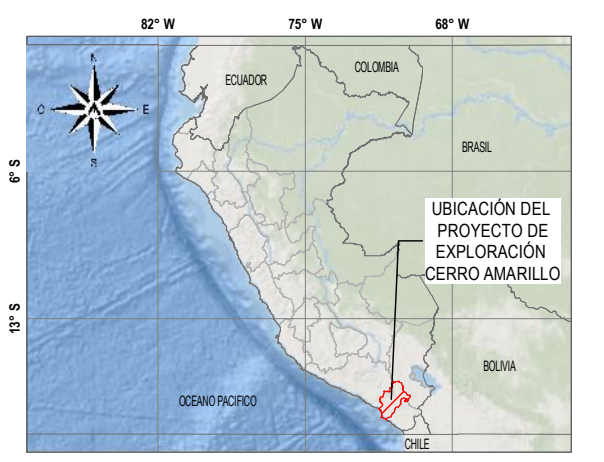 82° W 75° W 68° W
N
O E
S
ECUADOR
COLOMBIA
BRASIL
6° S
UBICACIÓN DEL
PROYECTO DE
EXPLORACIÓN
CERRO AMARILLO
13° S
BOLIVIA
OCEANO PACIFICO
CHILE